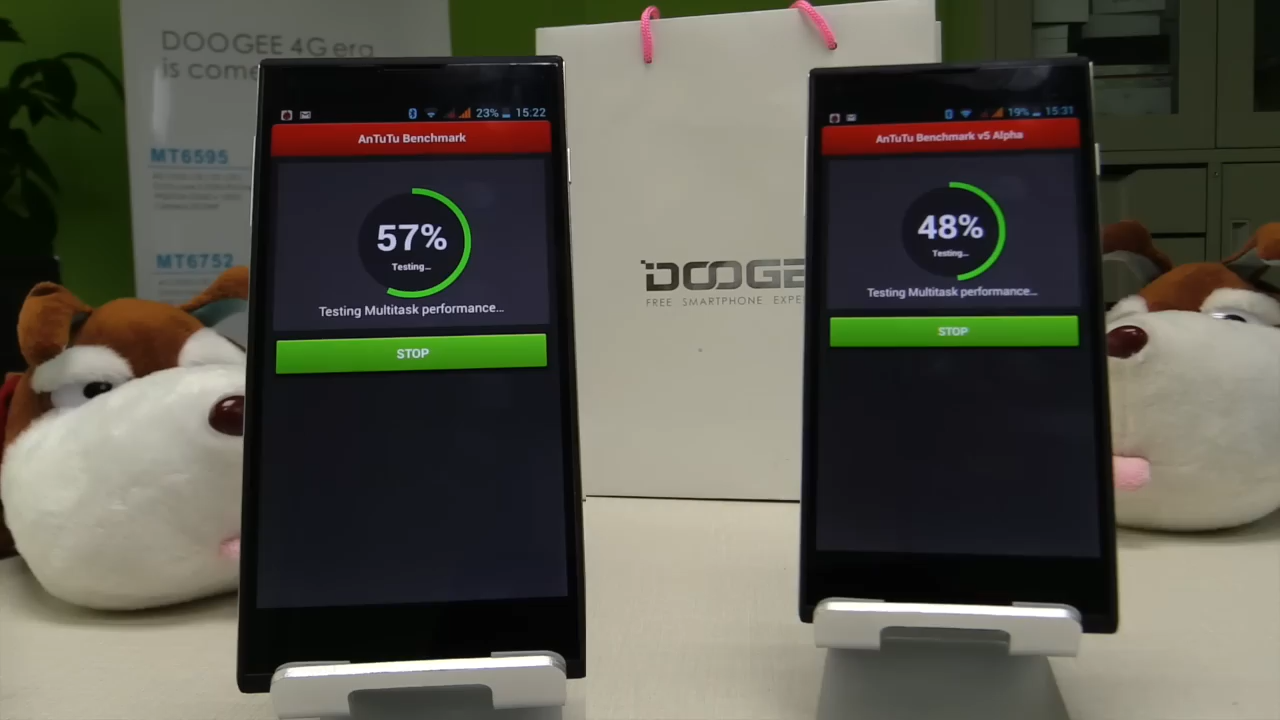 DOOGEE 4G era
is come
MT6595
MT6752
23% 15:22
AnTuTu Benchmark
57%
Testing...
Testing Multitask performance...
STOP
DOOGE
FREE SMARTPHONE EXPE
19% 15:31
AnTuTu Benchmark v5 Alpha
48%
Testing...
Testing Multitask performance...
STOP